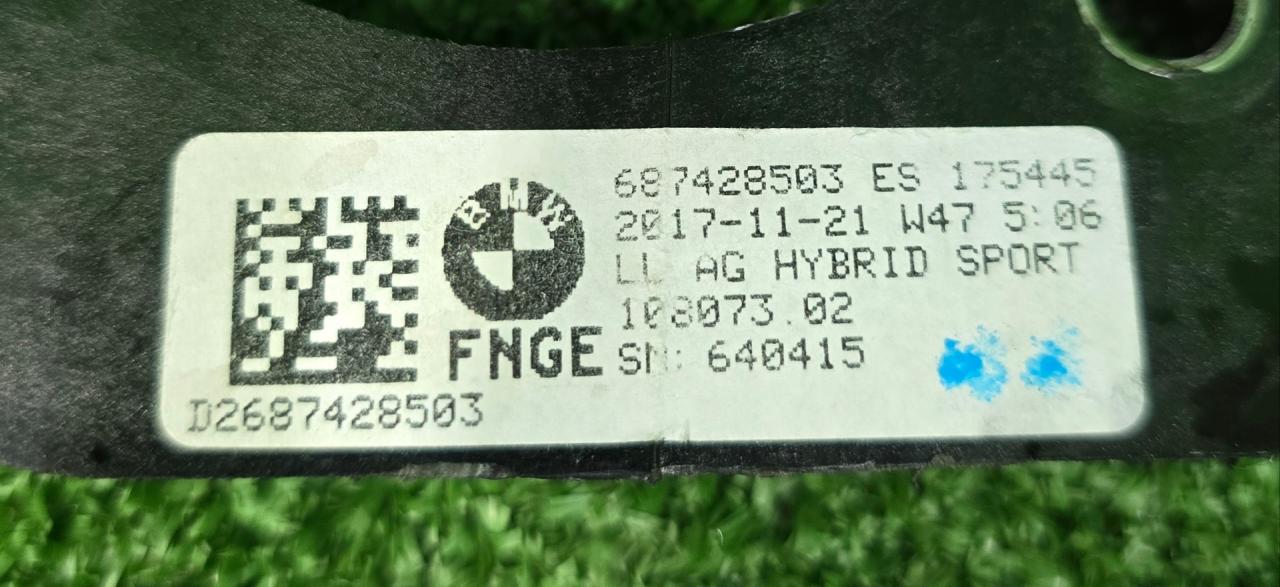 BMW
FNGE
D2687428503
687428503 ES 175445
2017-11-21 W47 5:06
LL AG HYBRID SPORT
108073.02
SN: 640415